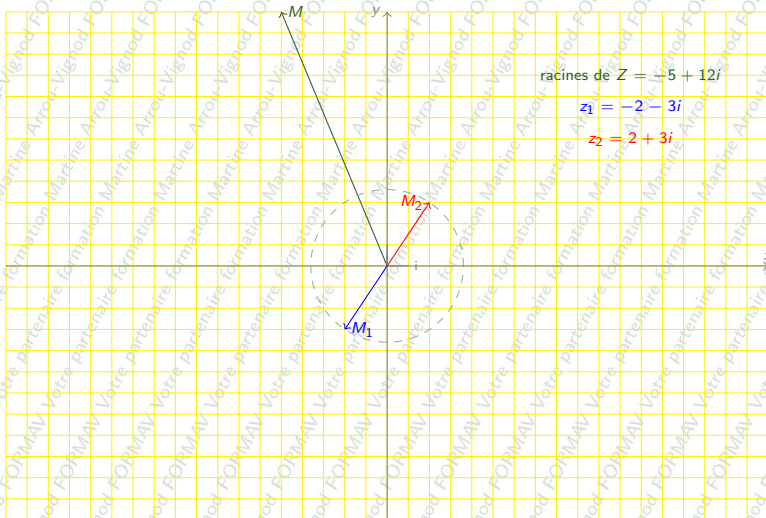 M
y
racines de Z = −5 + 12i
z₁ = −2 − 3i
z₂ = 2 + 3i
M₂
i
M₁
FORMAV Votre partenaire formation Martine Arrou-Vignod